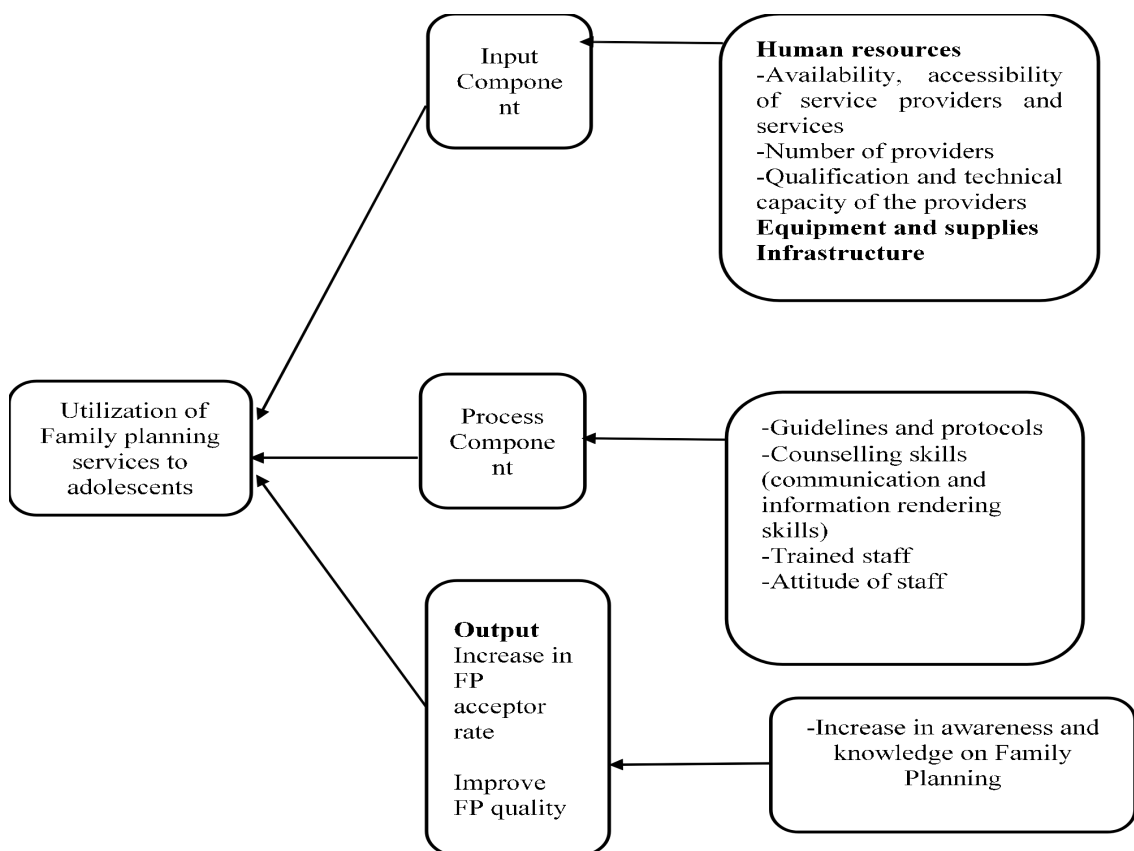 Input
Compone
nt
Human resources
-Availability, accessibility
of service providers and
services
-Number of providers
-Qualification and technical
capacity of the providers
Equipment and supplies
Infrastructure
Utilization of
Family planning
services to
adolescents
Process
Compone
nt
-Guidelines and protocols
-Counselling skills
(communication and
information rendering
skills)
-Trained staff
-Attitude of staff
Output
Increase in
FP
acceptor
rate
Improve
FP quality
-Increase in awareness and
knowledge on Family
Planning